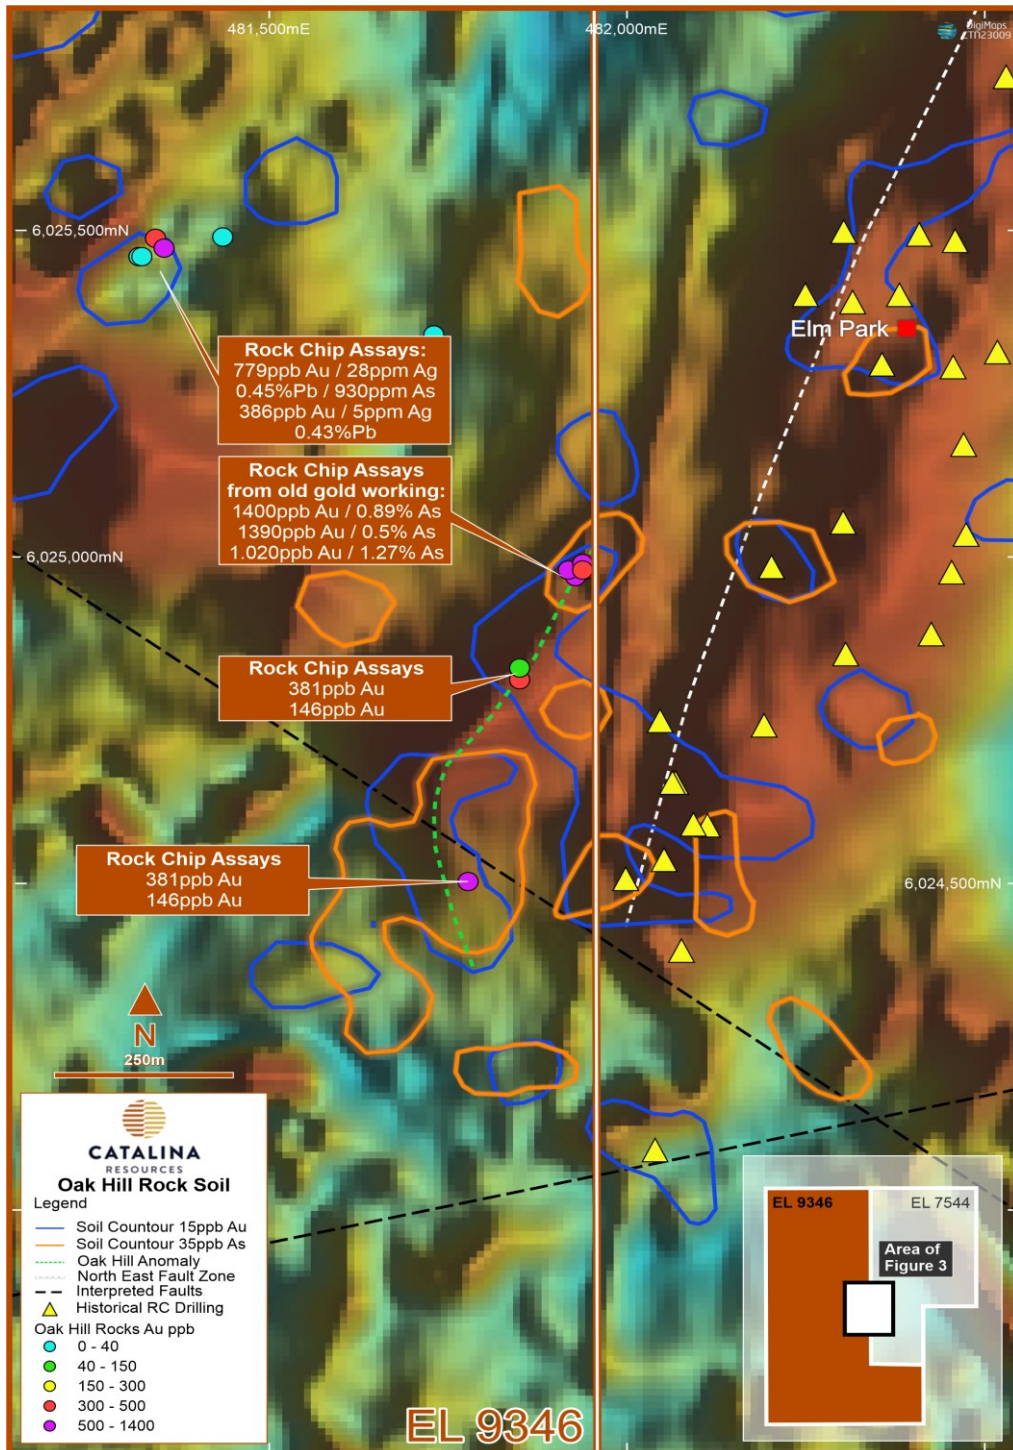 481,500mE
482,000mE
DigiMaps
CTN23009
6,025,500mN
Elm Park
Rock Chip Assays:
779ppb Au / 28ppm Ag
0.45%Pb / 930ppm As
386ppb Au / 5ppm Ag
0.43%Pb
Rock Chip Assays
from old gold working:
1400ppb Au / 0.89% As
1390ppb Au / 0.5% As
1.020ppb Au / 1.27% As
6,025,000mN
Rock Chip Assays
381ppb Au
146ppb Au
Rock Chip Assays
381ppb Au
146ppb Au
6,024,500mN
N
250m
CATALINA
RESOURCES
Oak Hill Rock Soil
Legend
Soil Countour 15ppb Au
Soil Countour 35ppb As
Oak Hill Anomaly
North East Fault Zone
Interpreted Faults
Historical RC Drilling
Oak Hill Rocks Au ppb
0 - 40
40 - 150
150 - 300
300 - 500
500 - 1400
EL 9346
EL 9346
EL 7544
Area of
Figure 3